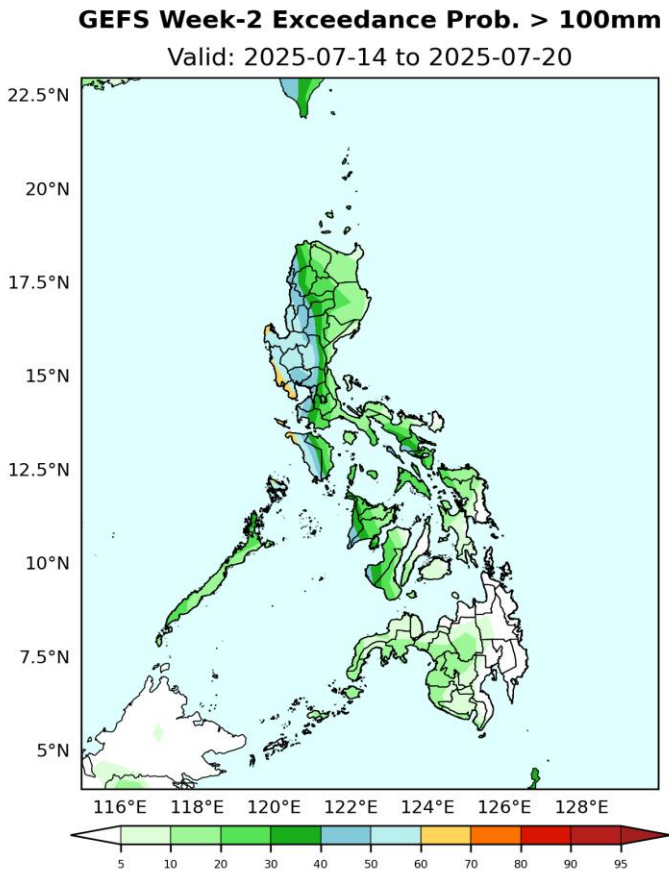 GEFS Week-2 Exceedance Prob. > 100mm
Valid: 2025-07-14 to 2025-07-20
22.5°N
20°N
17.5°N
15°N
12.5°N
10°N
7.5°N
5°N
116°E 118°E 120°E 122°E 124°E 126°E 128°E
5 10 20 30 40 50 60 70 80 90 95